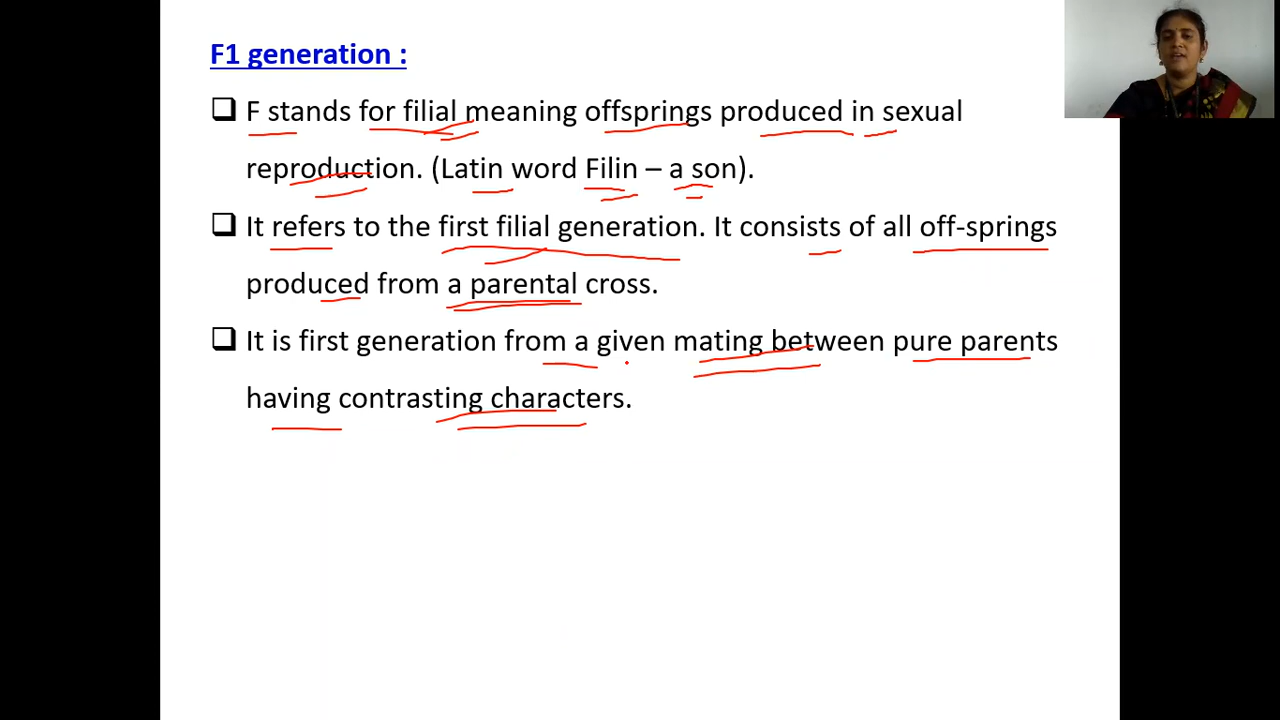 F1 generation :
❑ F stands for filial meaning offsprings produced in sexual
reproduction. (Latin word Filin – a son).
❑ It refers to the first filial generation. It consists of all off-springs
produced from a parental cross.
❑ It is first generation from a given mating between pure parents
having contrasting characters.